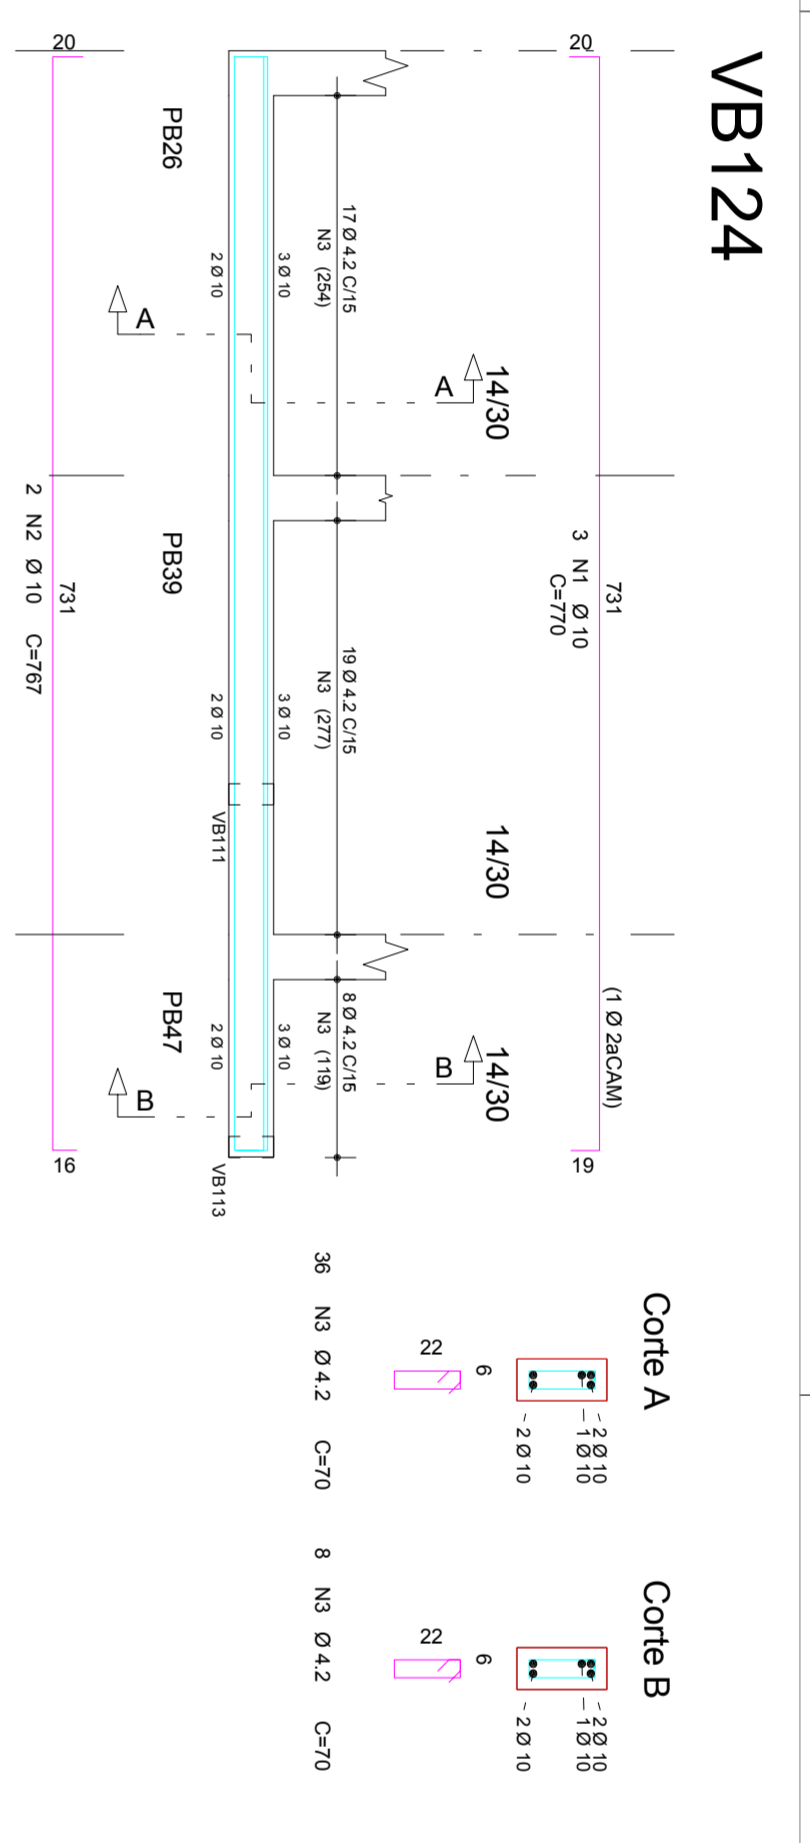 VB124
20
731
3 N1 Ø 10
C=770
(1 Ø 2aCAM)
19
14/30
14/30
14/30
A
B
17 Ø 4.2 C/15
N3 (254)
19 Ø 4.2 C/15
N3 (277)
8 Ø 4.2 C/15
N3 (119)
3 Ø 10
3 Ø 10
3 Ø 10
2 Ø 10
2 Ø 10
VB111
2 Ø 10
VB113
PB26
PB39
PB47
A
B
20
731
16
2 N2 Ø 10 C=767
Corte A
2 Ø 10
1 Ø 10
2 Ø 10
6
22
36 N3 Ø 4.2 C=70
Corte B
2 Ø 10
1 Ø 10
2 Ø 10
6
22
8 N3 Ø 4.2 C=70